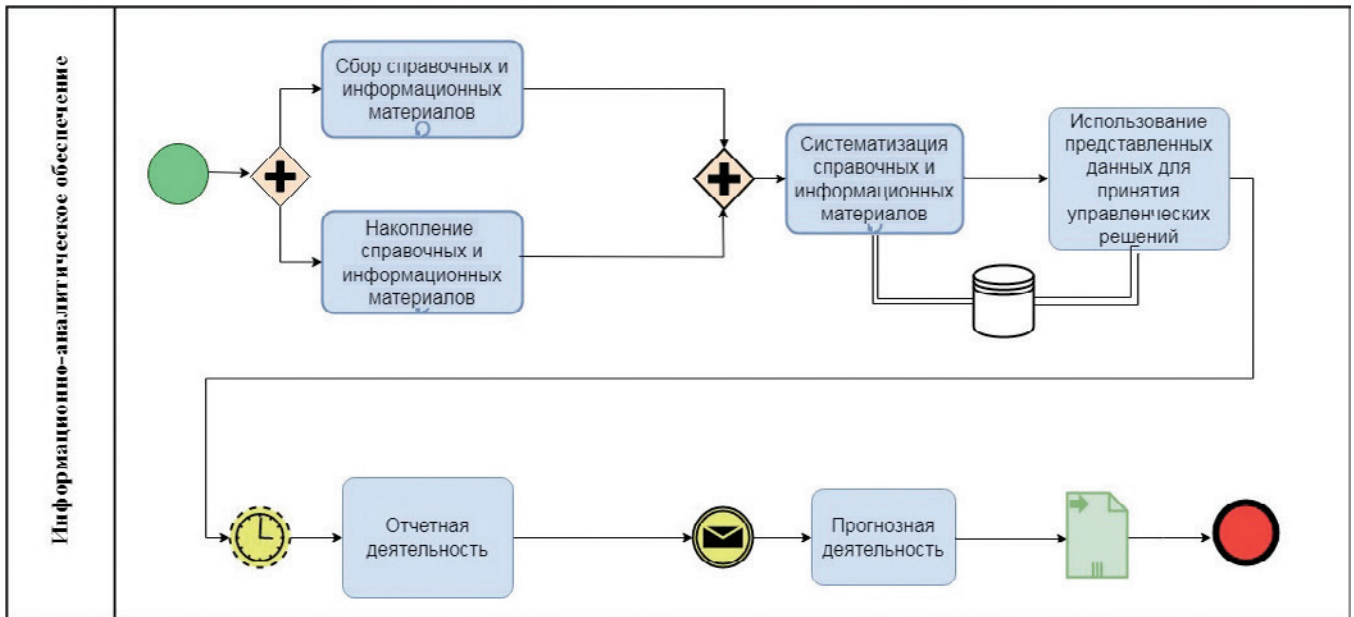 Информационно-аналитическое обеспечение
Сбор справочных и
информационных
материалов
Накопление
справочных и
информационных
материалов
Систематизация
справочных и
информационных
материалов
Использование
представленных
данных для
принятия
управленческих
решений
Отчетная
деятельность
Прогнозная
деятельность